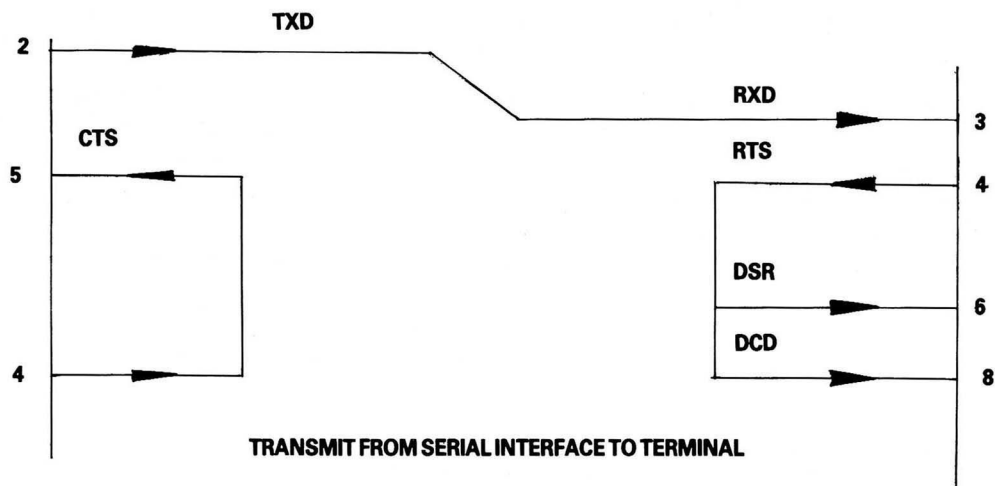 TXD
2
RXD
3
CTS
RTS
5
4
DSR
6
DCD
4
8
TRANSMIT FROM SERIAL INTERFACE TO TERMINAL